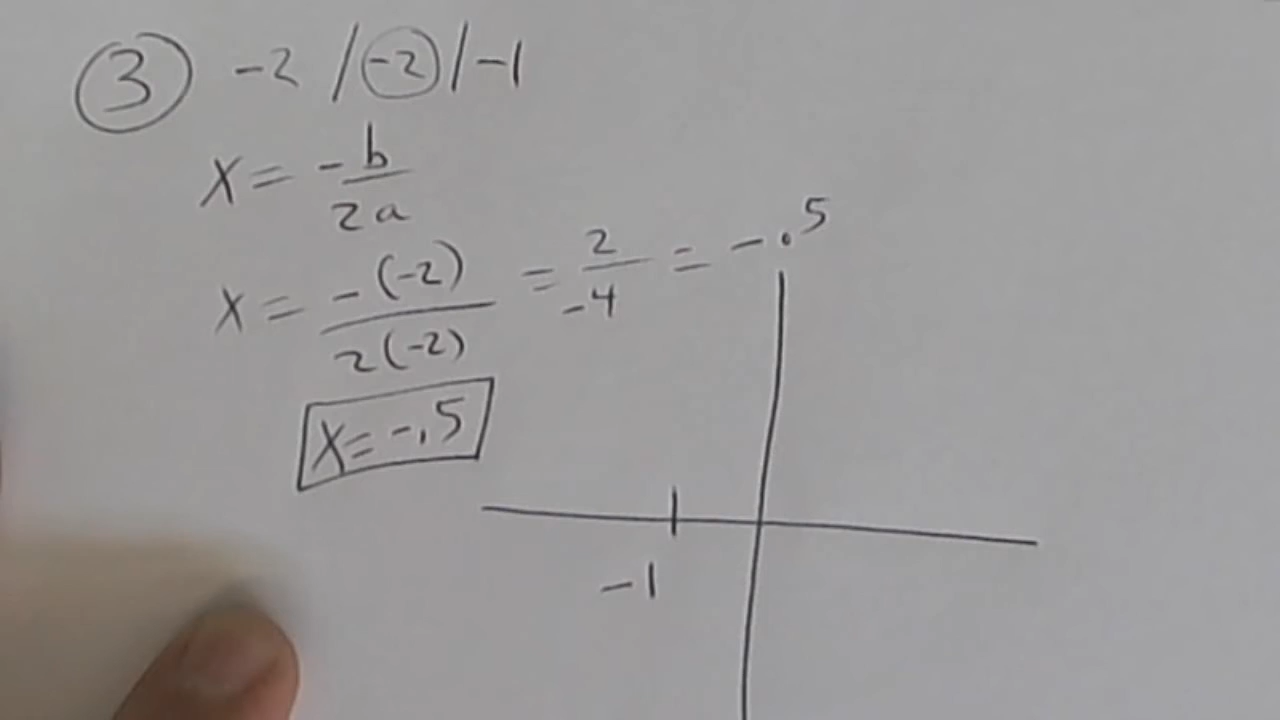 3 -2 / -2 / -1
x = -b/2a
x = -(-2)/2(-2) = 2/-4 = -.5
x = -.5
-1